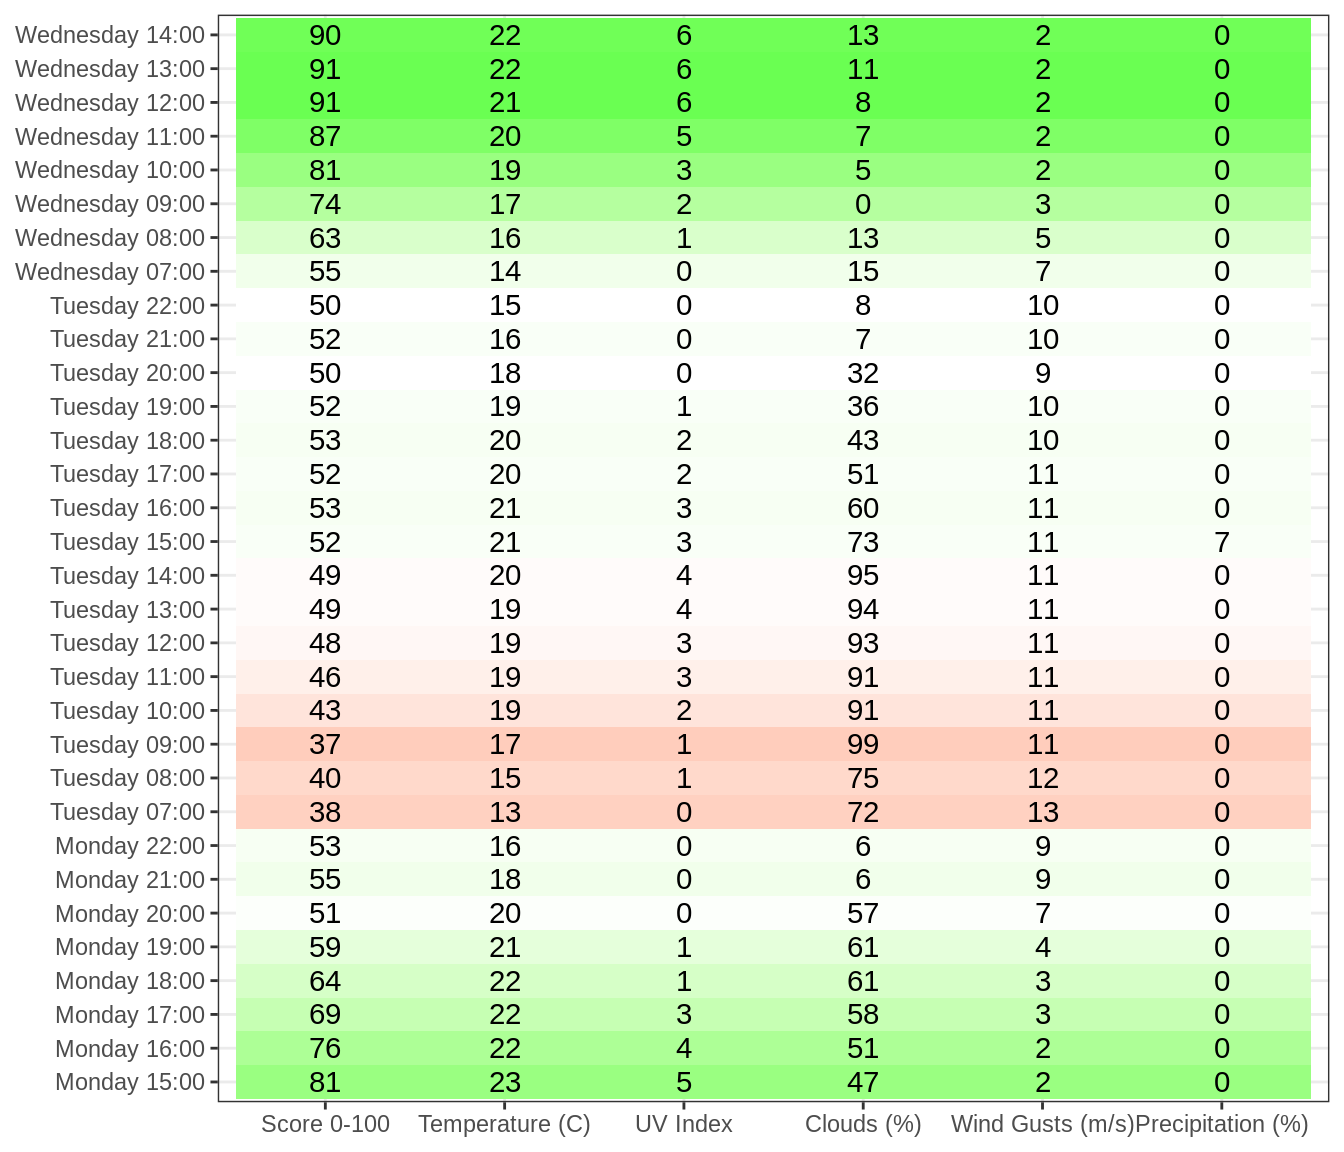 Wednesday 14:00 90 22 6 13 2 0
Wednesday 13:00 91 22 6 11 2 0
Wednesday 12:00 91 21 6 8 2 0
Wednesday 11:00 87 20 5 7 2 0
Wednesday 10:00 81 19 3 5 2 0
Wednesday 09:00 74 17 2 0 3 0
Wednesday 08:00 63 16 1 13 5 0
Wednesday 07:00 55 14 0 15 7 0
Tuesday 22:00 50 15 0 8 10 0
Tuesday 21:00 52 16 0 7 10 0
Tuesday 20:00 50 18 0 32 9 0
Tuesday 19:00 52 19 1 36 10 0
Tuesday 18:00 53 20 2 43 10 0
Tuesday 17:00 52 20 2 51 11 0
Tuesday 16:00 53 21 3 60 11 0
Tuesday 15:00 52 21 3 73 11 7
Tuesday 14:00 49 20 4 95 11 0
Tuesday 13:00 49 19 4 94 11 0
Tuesday 12:00 48 19 3 93 11 0
Tuesday 11:00 46 19 3 91 11 0
Tuesday 10:00 43 19 2 91 11 0
Tuesday 09:00 37 17 1 99 11 0
Tuesday 08:00 40 15 1 75 12 0
Tuesday 07:00 38 13 0 72 13 0
Monday 22:00 53 16 0 6 9 0
Monday 21:00 55 18 0 6 9 0
Monday 20:00 51 20 0 57 7 0
Monday 19:00 59 21 1 61 4 0
Monday 18:00 64 22 1 61 3 0
Monday 17:00 69 22 3 58 3 0
Monday 16:00 76 22 4 51 2 0
Monday 15:00 81 23 5 47 2 0
Score 0-100 Temperature (C) UV Index Clouds (%) Wind Gusts (m/s) Precipitation (%)